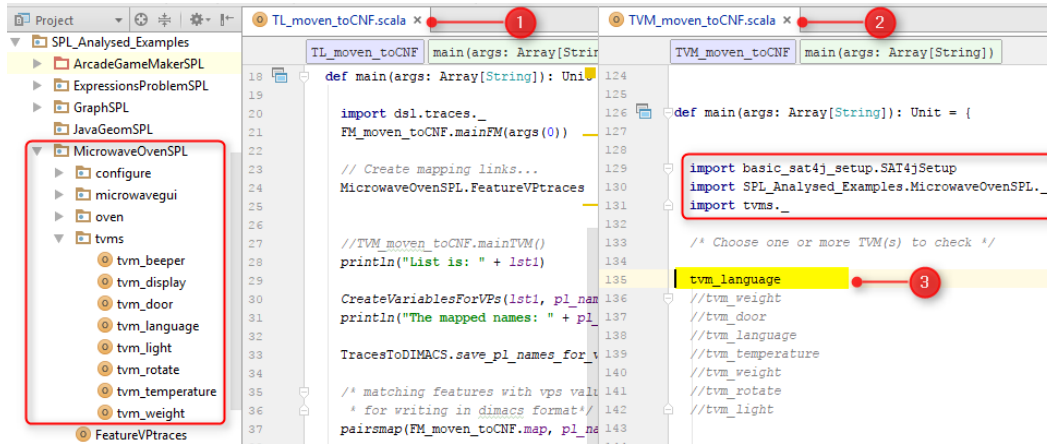 Project
SPL_Analysed_Examples
ArcadeGameMakerSPL
ExpressionsProblemSPL
GraphSPL
JavaGeomSPL
MicrowaveOvenSPL
configure
microwavegui
oven
tvms
tvm_beeper
tvm_display
tvm_door
tvm_language
tvm_light
tvm_rotate
tvm_temperature
tvm_weight
FeatureVPtraces
TL_moven_toCNF.scala ×
1
TL_moven_toCNF main(args: Array[Strin
18 def main(args: Array[String]): Uni
19
20 import dsl.traces._
21 FM_moven_toCNF.mainFM(args(0))
22
23 // Create mapping links...
24 MicrowaveOvenSPL.FeatureVPtraces
25
26
27 //TVM_moven_toCNF.mainTVM()
28 println("List is: " + lst1)
29
30 CreateVariablesForVPs(lst1, pl_nam
31 println("The mapped names: " + pl_
32
33 TracesToDIMACS.save_pl_names_for_v
34
35 /* matching features with vps valu
36 * for writing in dimacs format*/
37 pairsmap(FM_moven_toCNF.map, pl_na
TVM_moven_toCNF.scala ×
2
TVM_moven_toCNF main(args: Array[String])
124
125
126 def main(args: Array[String]): Unit = {
127
128
129 import basic_sat4j_setup.SAT4jSetup
130 import SPL_Analysed_Examples.MicrowaveOvenSPL._
131 import tvms._
132
133 /* Choose one or more TVM(s) to check */
134
135 tvm_language
3
136 //tvm_weight
137 //tvm_door
138 //tvm_language
139 //tvm_temperature
140 //tvm_weight
141 //tvm_rotate
142 //tvm_light
143